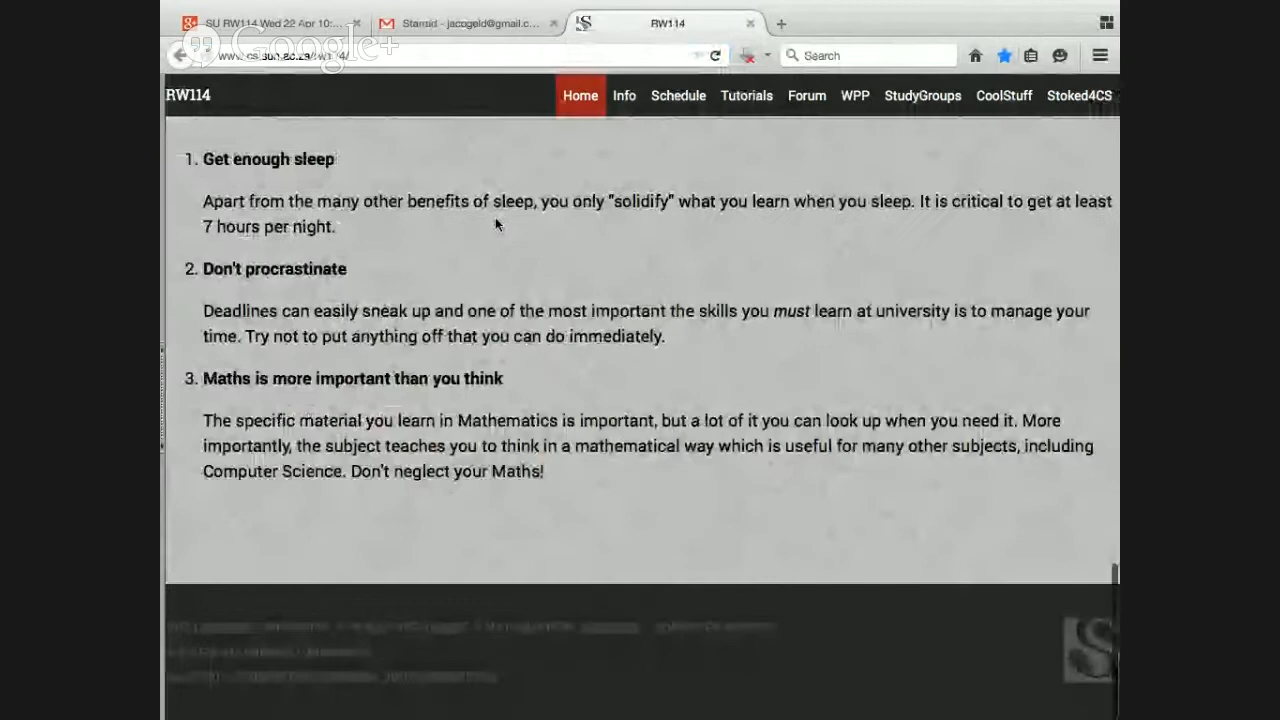 SU RW114 Wed 22 Apr 10:...
Starred - jacogeld@gmail.c...
RW114
Google+
Search
RW114
Home Info Schedule Tutorials Forum WPP StudyGroups CoolStuff Stoked4CS
1. Get enough sleep
Apart from the many other benefits of sleep, you only "solidify" what you learn when you sleep. It is critical to get at least
7 hours per night.
2. Don't procrastinate
Deadlines can easily sneak up and one of the most important the skills you must learn at university is to manage your
time. Try not to put anything off that you can do immediately.
3. Maths is more important than you think
The specific material you learn in Mathematics is important, but a lot of it you can look up when you need it. More
importantly, the subject teaches you to think in a mathematical way which is useful for many other subjects, including
Computer Science. Don't neglect your Maths!